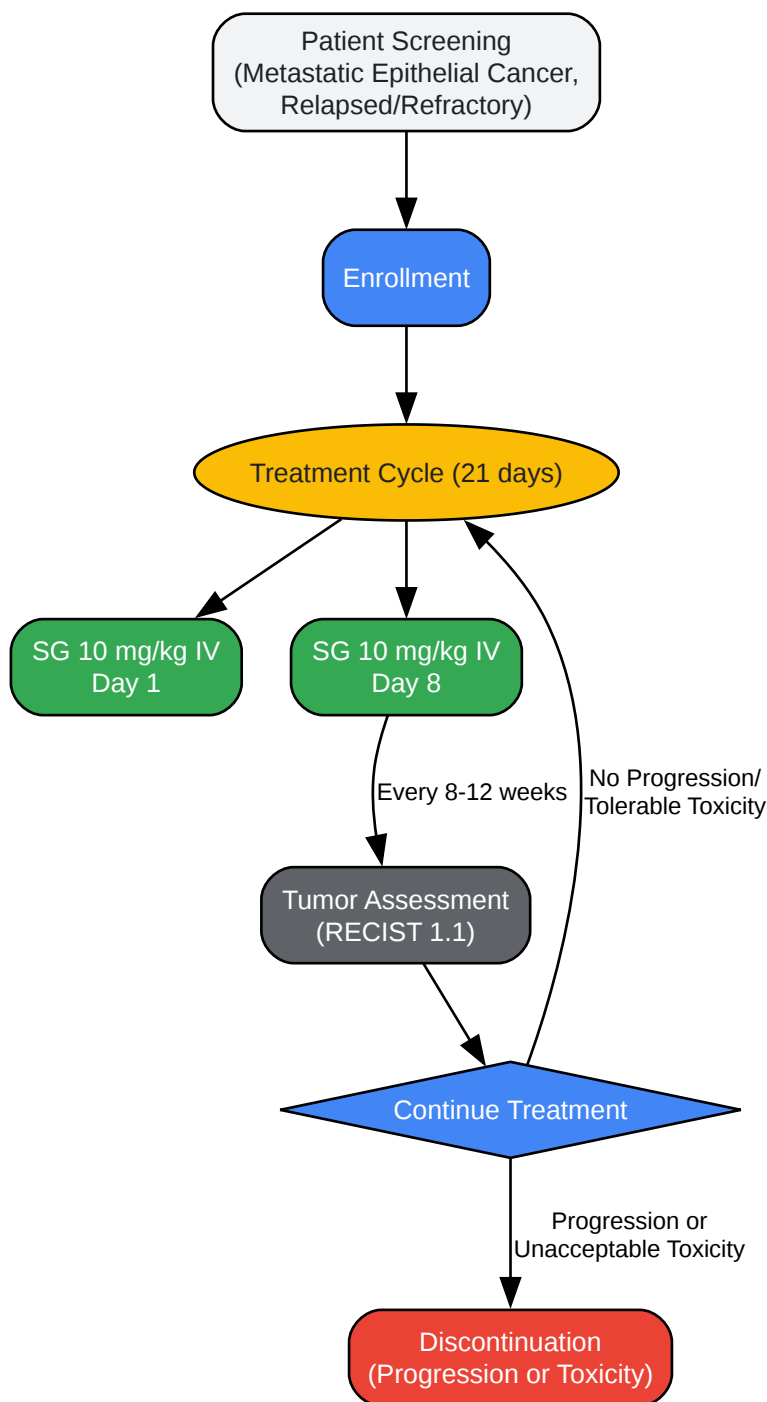 Patient Screening
(Metastatic Epithelial Cancer,
Relapsed/Refractory)
Enrollment
Treatment Cycle (21 days)
SG 10 mg/kg IV
Day 1
SG 10 mg/kg IV
Day 8
Every 8-12 weeks
No Progression/
Tolerable Toxicity
Tumor Assessment
(RECIST 1.1)
Continue Treatment
Progression or
Unacceptable Toxicity
Discontinuation
(Progression or Toxicity)